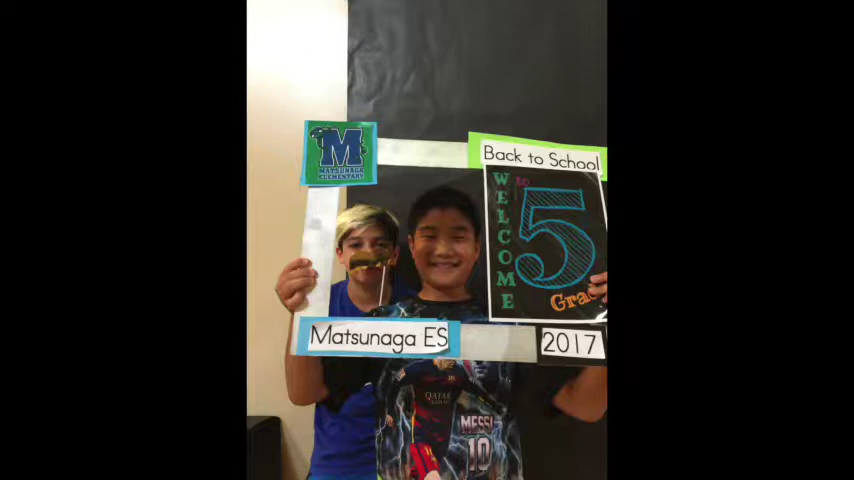 M
MATSUNAGA
ELEMENTARY
Back to School
WELCOME
to
5
Matsunaga ES
2017
QATAR
MESSI
10